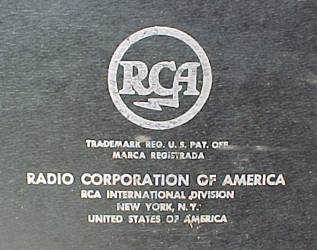 RCA
TRADEMARK REG. U.S. PAT. OFF.
MARCA REGISTRADA
RADIO CORPORATION OF AMERICA
RCA INTERNATIONAL DIVISION
NEW YORK, N.Y.
UNITED STATES OF AMERICA